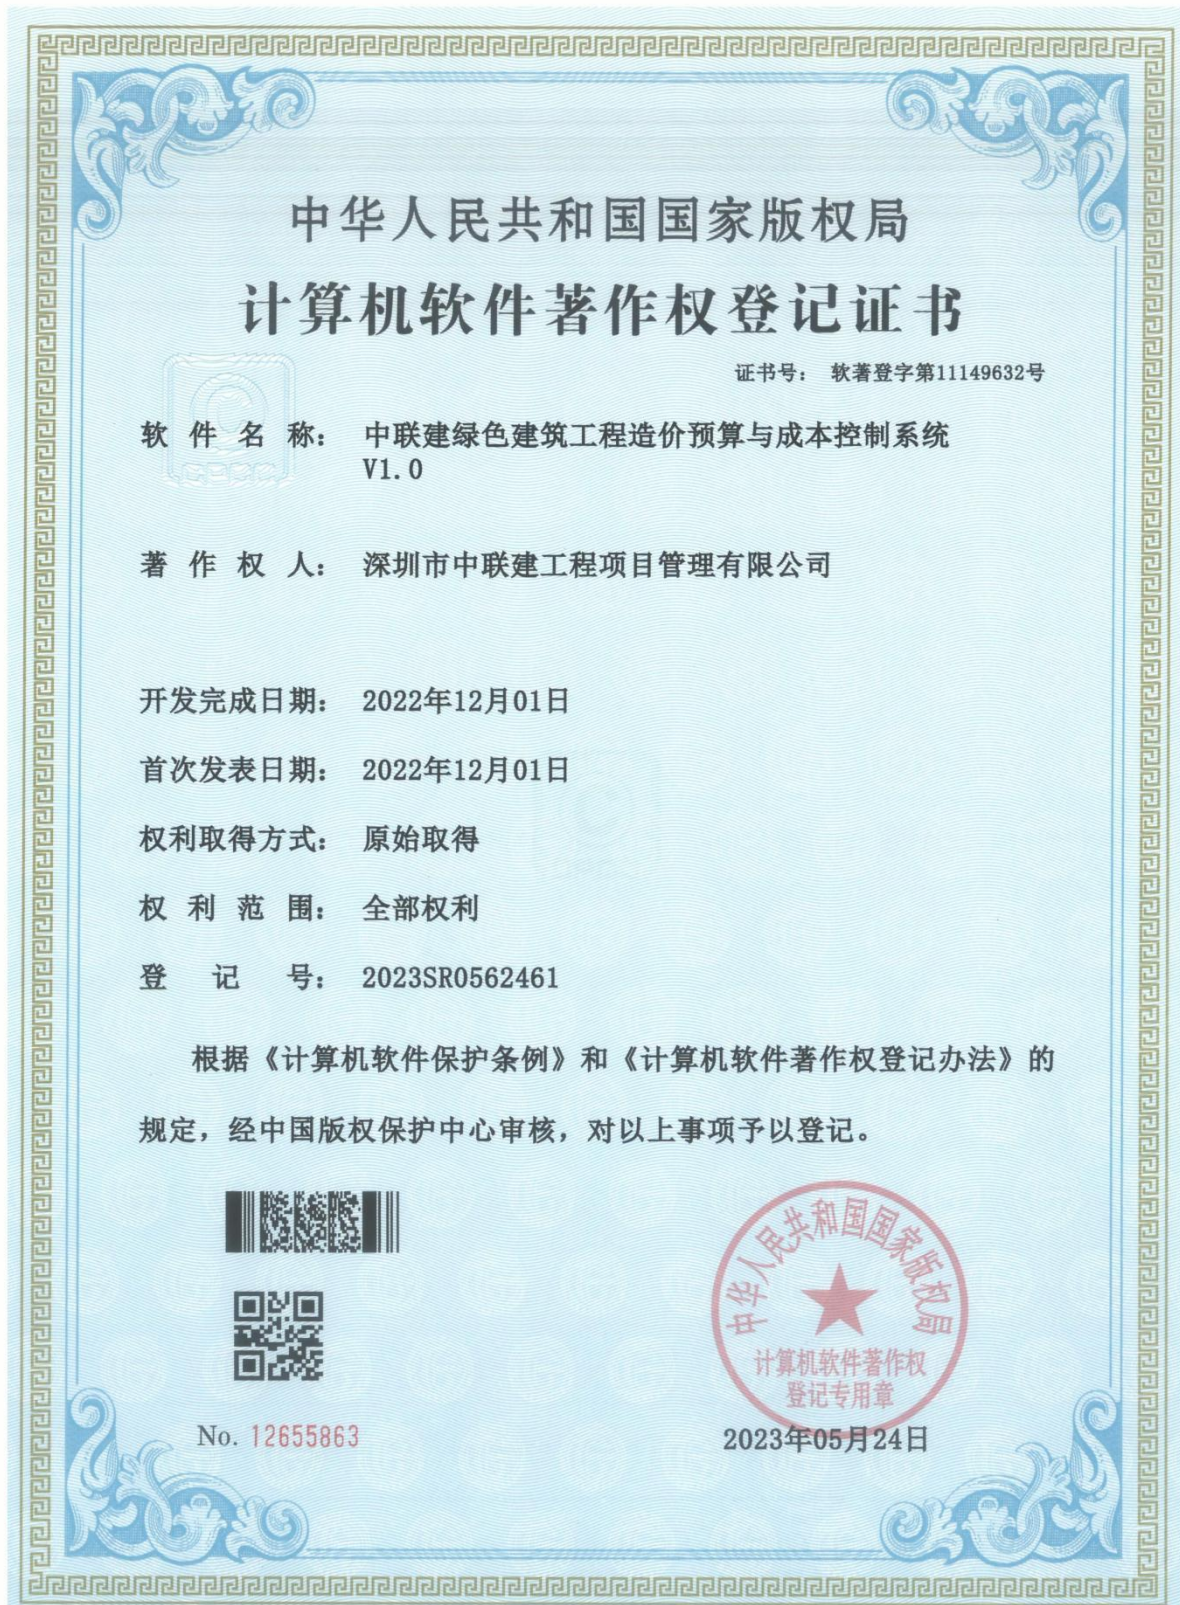 中华人民共和国国家版权局
计算机软件著作权登记证书
证书号： 软著登字第11149632号
软件名称： 中联建绿色建筑工程造价预算与成本控制系统
V1.0
著作权人： 深圳市中联建工程项目管理有限公司
开发完成日期： 2022年12月01日
首次发表日期： 2022年12月01日
权利取得方式： 原始取得
权利范围： 全部权利
登记号： 2023SR0562461
根据《计算机软件保护条例》和《计算机软件著作权登记办法》的
规定，经中国版权保护中心审核，对以上事项予以登记。
中华人民共和国国家版权局
计算机软件著作权
登记专用章
No. 12655863
2023年05月24日